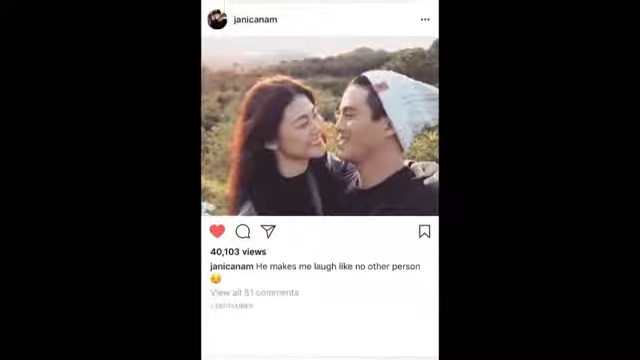 janicanam
40,103 views
janicanam He makes me laugh like no other person
😊
View all 51 comments